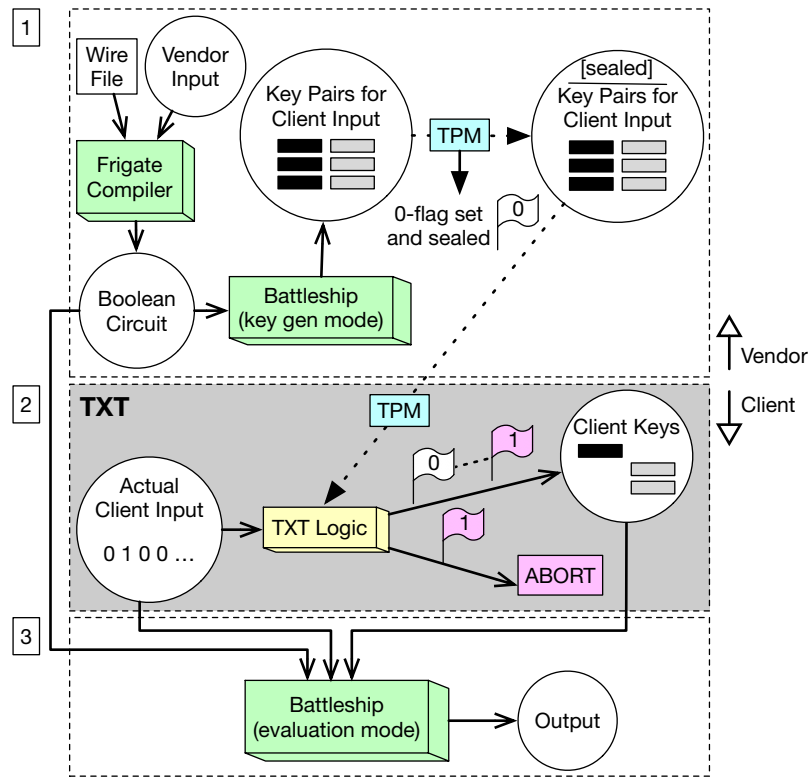 1
Wire
File
Vendor
Input
Frigate
Compiler
Boolean
Circuit
Battleship
(key gen mode)
Key Pairs for
Client Input
TPM
0-flag set
and sealed
0
[sealed]
Key Pairs for
Client Input
Vendor
Client
2
TXT
TPM
Actual
Client Input
0 1 0 0 ...
TXT Logic
0
1
1
ABORT
Client Keys
3
Battleship
(evaluation mode)
Output